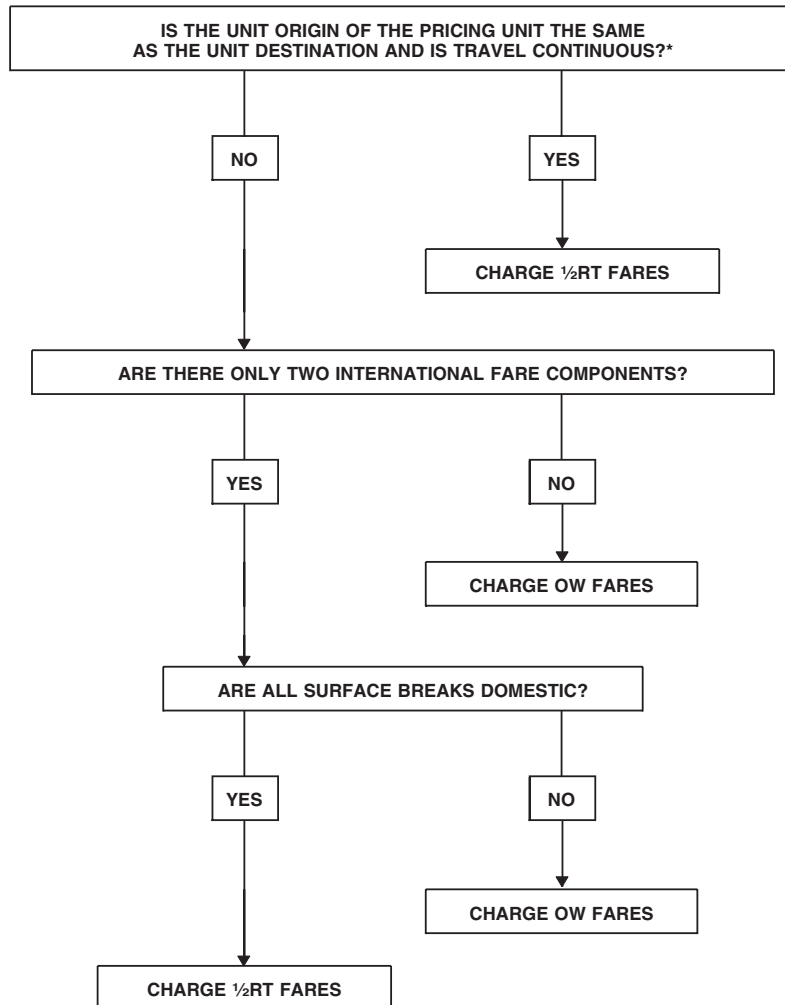 IS THE UNIT ORIGIN OF THE PRICING UNIT THE SAME
AS THE UNIT DESTINATION AND IS TRAVEL CONTINUOUS?*
NO
YES
CHARGE ½RT FARES
ARE THERE ONLY TWO INTERNATIONAL FARE COMPONENTS?
YES
NO
CHARGE OW FARES
ARE ALL SURFACE BREAKS DOMESTIC?
YES
NO
CHARGE OW FARES
CHARGE ½RT FARES